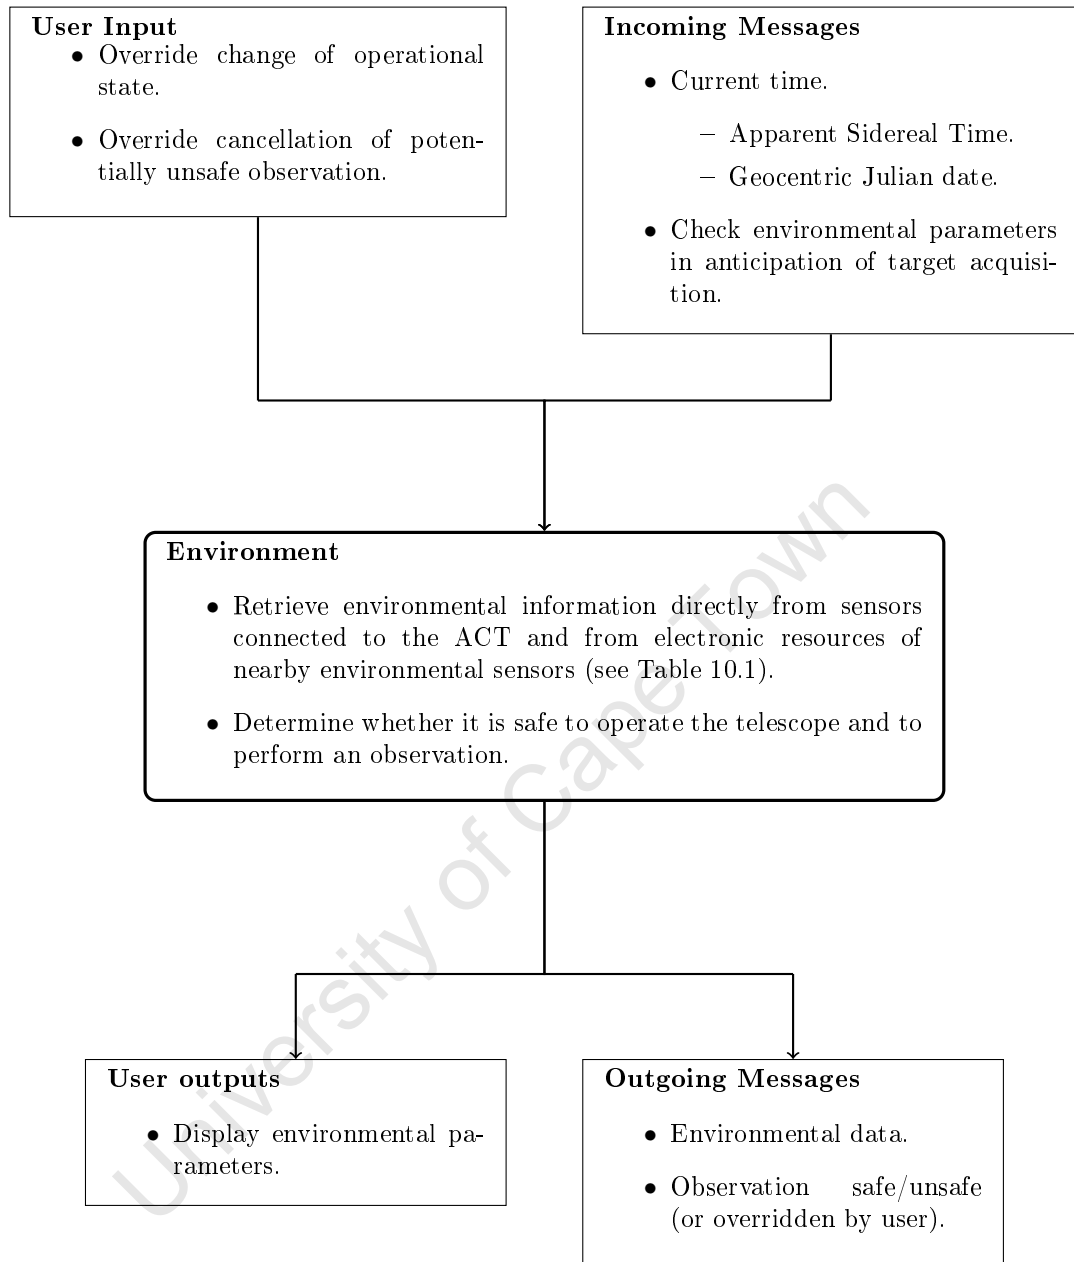 User Input
• Override change of operational
state.
• Override cancellation of poten-
tially unsafe observation.
Incoming Messages
• Current time.
– Apparent Sidereal Time.
– Geocentric Julian date.
• Check environmental parameters
in anticipation of target acquisi-
tion.
Environment
• Retrieve environmental information directly from sensors
connected to the ACT and from electronic resources of
nearby environmental sensors (see Table 10.1).
• Determine whether it is safe to operate the telescope and to
perform an observation.
User outputs
• Display environmental pa-
rameters.
Outgoing Messages
• Environmental data.
• Observation safe/unsafe
(or overridden by user).
University of Cape Town